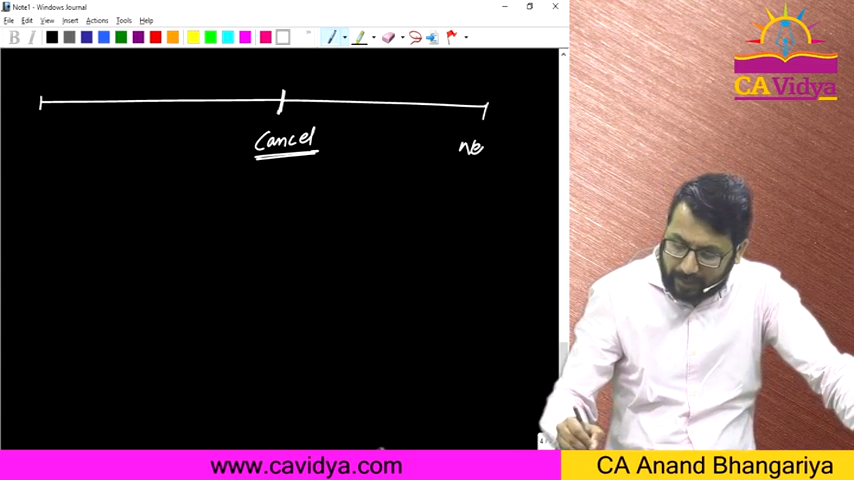 Note1 - Windows Journal
File Edit View Insert Actions Tools Help
B I
Cancel
Ne
CA Vidya
www.cavidya.com
CA Anand Bhangariya